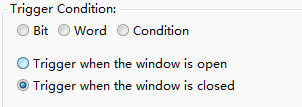 Trigger Condition:
Bit Word Condition
Trigger when the window is open
Trigger when the window is closed